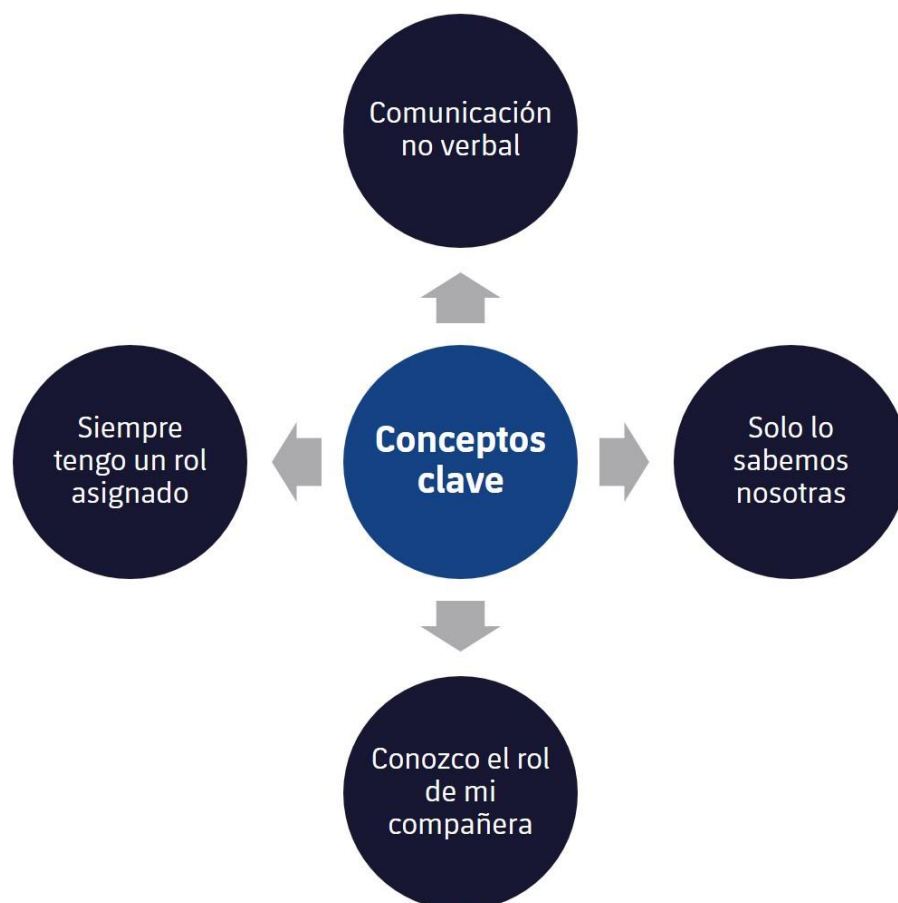 Comunicación
no verbal
Siempre
tengo un rol
asignado
Conceptos
clave
Solo lo
sabemos
nosotras
Conozco el rol
de mi
compañera